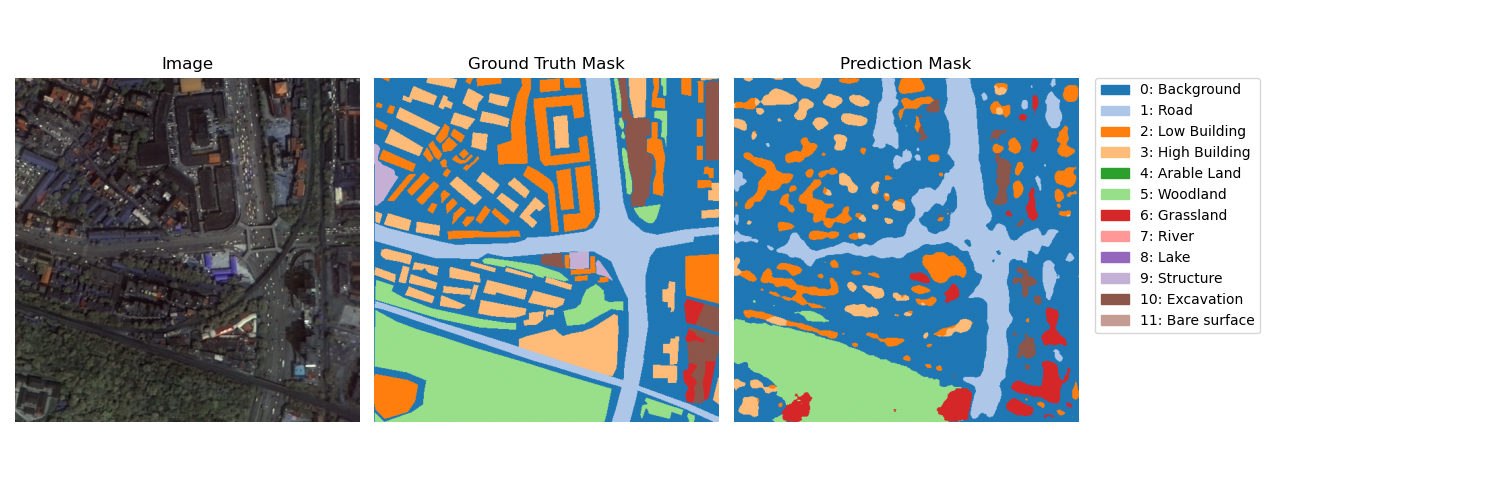 Image
Ground Truth Mask
Prediction Mask
0: Background
1: Road
2: Low Building
3: High Building
4: Arable Land
5: Woodland
6: Grassland
7: River
8: Lake
9: Structure
10: Excavation
11: Bare surface